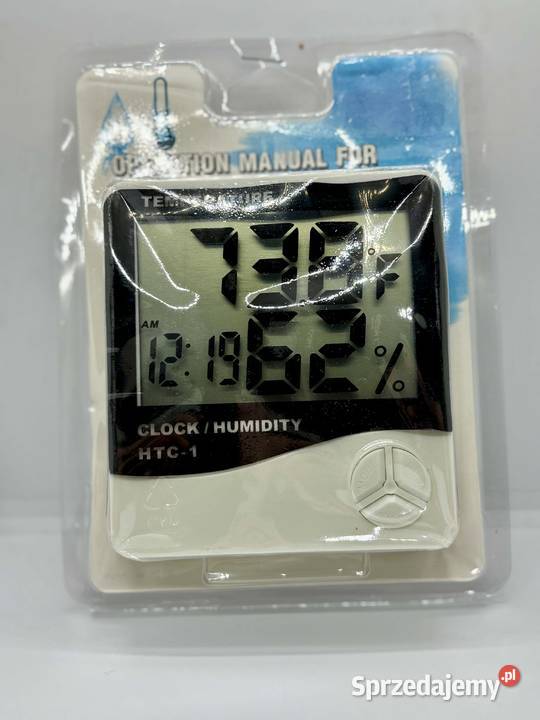 OPERATION MANUAL FOR
TEMPERATURE
73.8 °F
AM
12:19 62 %
CLOCK / HUMIDITY
HTC-1
Sprzedajemy.pl